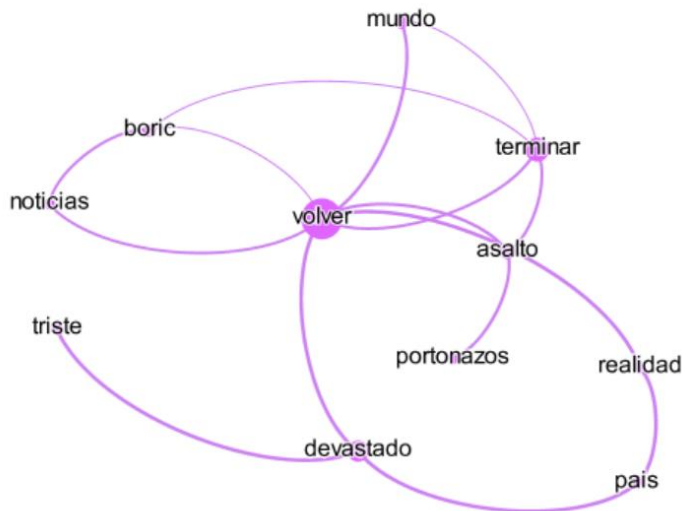 mundo
boric
terminar
noticias
volver
asalto
triste
portonazos
realidad
devastado
pais